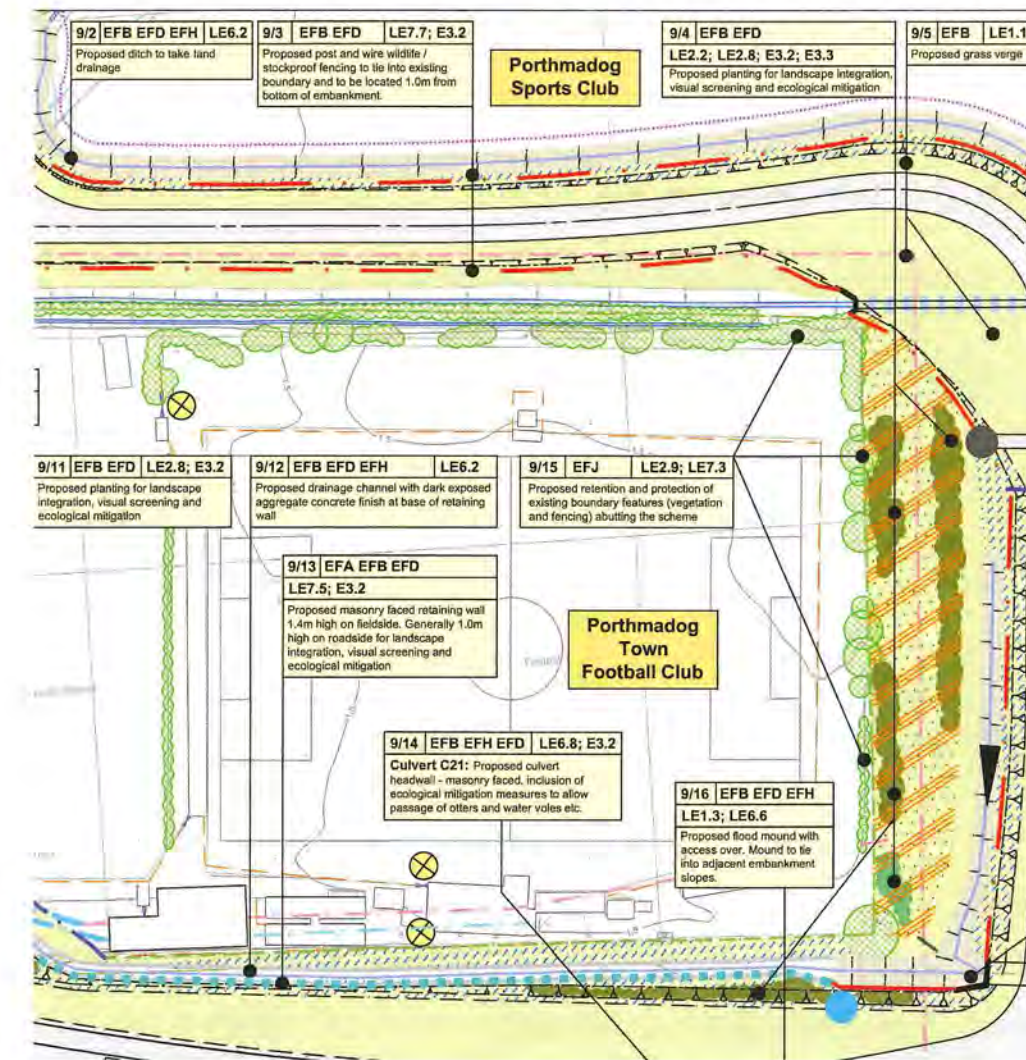 9/2 EFB EFD EFH LE6.2
Proposed ditch to take land
drainage
9/3 EFB EFD LE7.7; E3.2
Proposed post and wire wildlife /
stockproof fencing to tie into existing
boundary and to be located 1.0m from
bottom of embankment.
Porthmadog
Sports Club
9/4 EFB EFD
LE2.2; LE2.8; E3.2; E3.3
Proposed planting for landscape integration,
visual screening and ecological mitigation
9/5 EFB LE1.1
Proposed grass verge
9/11 EFB EFD LE2.8; E3.2
Proposed planting for landscape
integration, visual screening and
ecological mitigation
9/12 EFB EFD EFH LE6.2
Proposed drainage channel with dark exposed
aggregate concrete finish at base of retaining
wall
9/15 EFJ LE2.9; LE7.3
Proposed retention and protection of
existing boundary features (vegetation
and fencing) abutting the scheme
9/13 EFA EFB EFD
LE7.5; E3.2
Proposed masonry faced retaining wall
1.4m high on fieldside. Generally 1.0m
high on roadside for landscape
integration, visual screening and
ecological mitigation
Porthmadog
Town
Football Club
9/14 EFB EFH EFD LE6.8; E3.2
Culvert C21: Proposed culvert
headwall - masonry faced, inclusion of
ecological mitigation measures to allow
passage of otters and water voles etc.
9/16 EFB EFD EFH
LE1.3; LE6.6
Proposed flood mound with
access over. Mound to tie
into adjacent embankment
slopes.